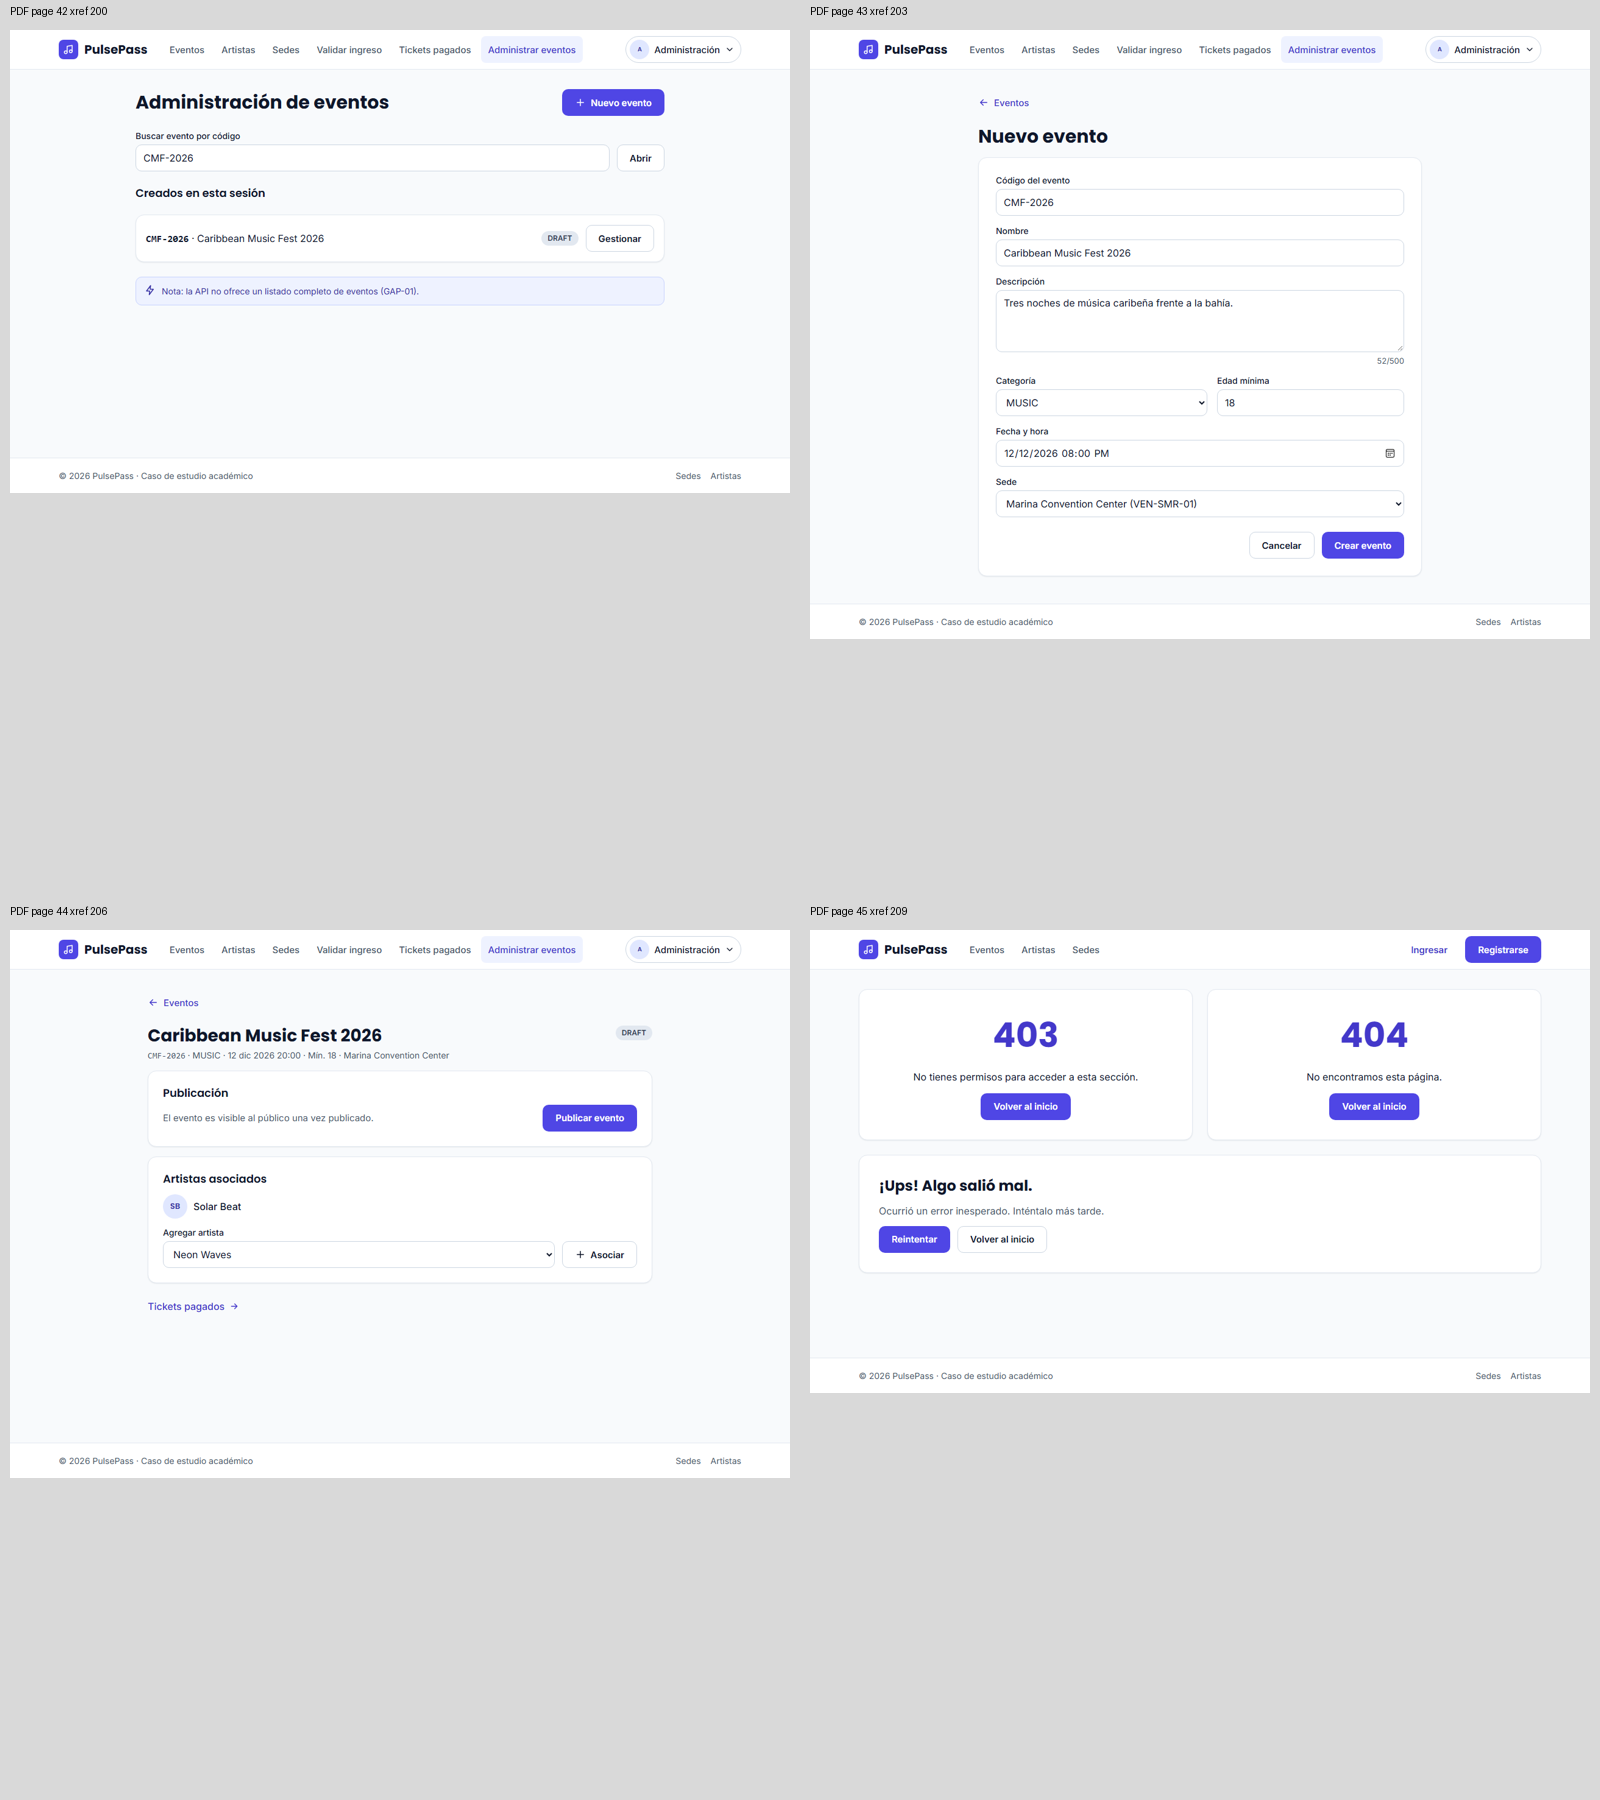 PDF page 42 xref 200
PulsePass Eventos Artistas Sedes Validar ingreso Tickets pagados Administrar eventos A Administración
Administración de eventos
+ Nuevo evento
Buscar evento por código
CMF-2026
Abrir
Creados en esta sesión
CMF-2026 · Caribbean Music Fest 2026 DRAFT Gestionar
Nota: la API no ofrece un listado completo de eventos (GAP-01).
© 2026 PulsePass · Caso de estudio académico Sedes Artistas
PDF page 43 xref 203
PulsePass Eventos Artistas Sedes Validar ingreso Tickets pagados Administrar eventos A Administración
← Eventos
Nuevo evento
Código del evento
CMF-2026
Nombre
Caribbean Music Fest 2026
Descripción
Tres noches de música caribeña frente a la bahía.
52/500
Categoría Edad mínima
MUSIC 18
Fecha y hora
12/12/2026 08:00 PM
Sede
Marina Convention Center (VEN-SMR-01)
Cancelar Crear evento
© 2026 PulsePass · Caso de estudio académico Sedes Artistas
PDF page 44 xref 206
PulsePass Eventos Artistas Sedes Validar ingreso Tickets pagados Administrar eventos A Administración
← Eventos
Caribbean Music Fest 2026 DRAFT
CMF-2026 · MUSIC · 12 dic 2026 20:00 · Mín. 18 · Marina Convention Center
Publicación
El evento es visible al público una vez publicado. Publicar evento
Artistas asociados
SB Solar Beat
Agregar artista
Neon Waves + Asociar
Tickets pagados →
© 2026 PulsePass · Caso de estudio académico Sedes Artistas
PDF page 45 xref 209
PulsePass Eventos Artistas Sedes Ingresar Registrarse
403
No tienes permisos para acceder a esta sección.
Volver al inicio
404
No encontramos esta página.
Volver al inicio
¡Ups! Algo salió mal.
Ocurrió un error inesperado. Inténtalo más tarde.
Reintentar Volver al inicio
© 2026 PulsePass · Caso de estudio académico Sedes Artistas